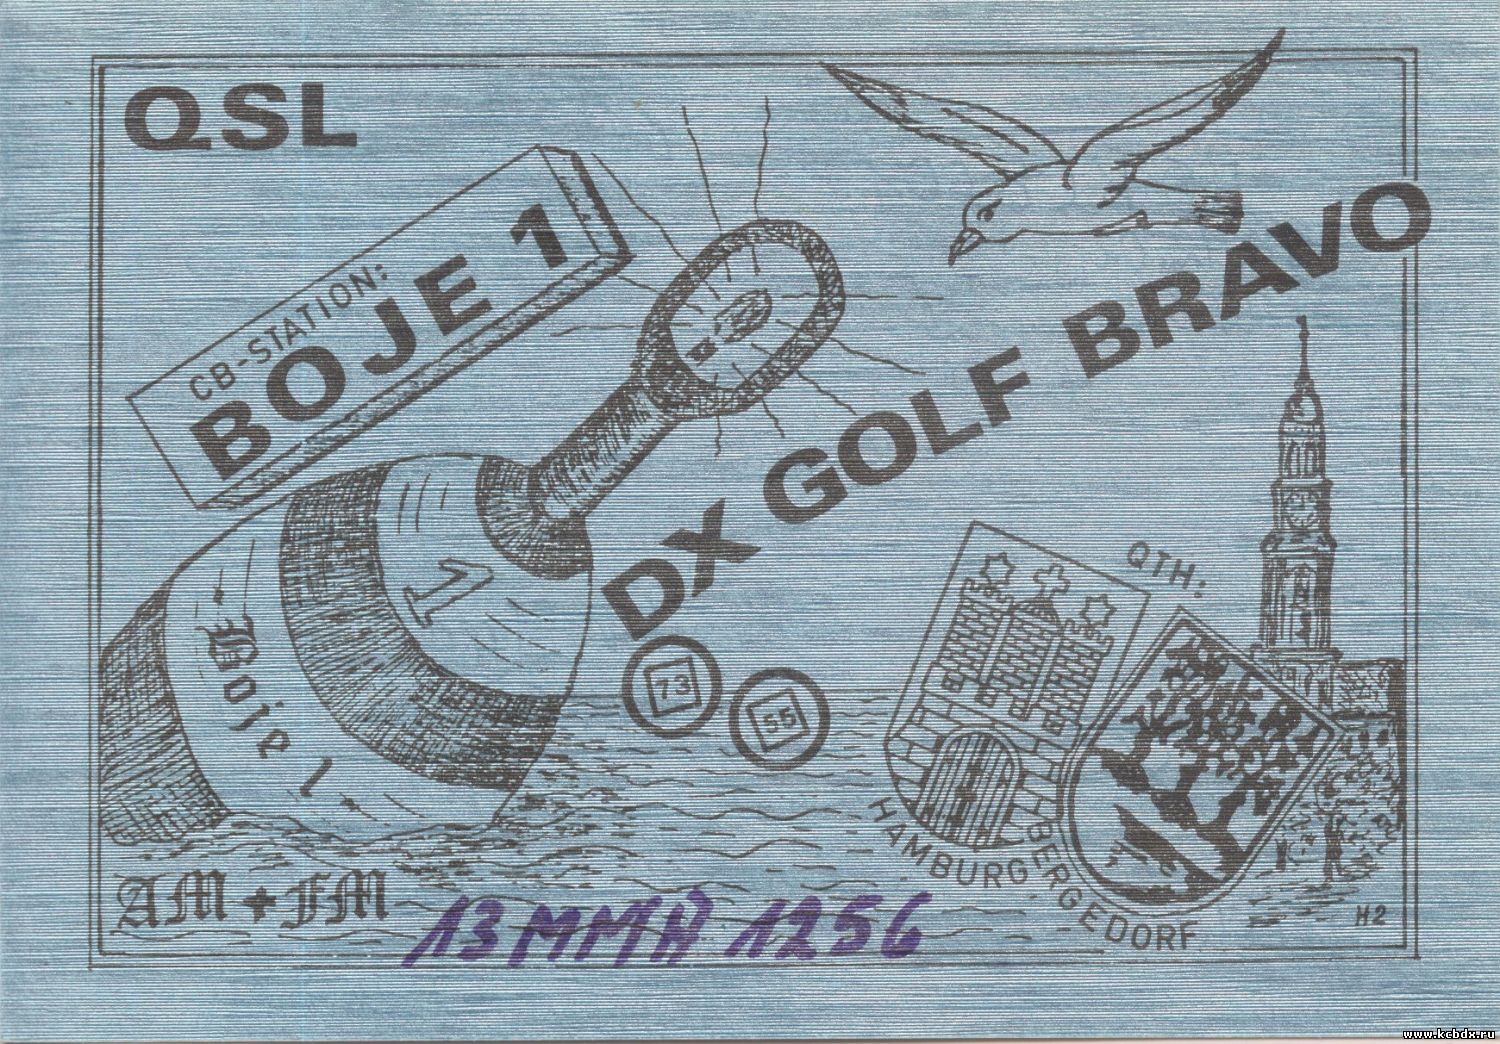 QSL
CB-STATION:
BOJE 1
DX GOLF BRAVO
1
Boje 1
73
55
QTH:
HAMBURG
BERGEDORF
AM + FM
13 MMH 1256
H2
www.kcbdx.ru